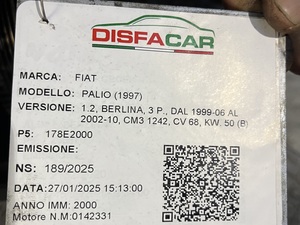 DISFACAR
MARCA: FIAT
MODELLO: PALIO (1997)
VERSIONE: 1.2, BERLINA, 3 P., DAL 1999-06 AL
2002-10, CM3 1242, CV 68, KW. 50 (B)
P5: 178E2000
EMISSIONE:
NS: 189/2025
DATA:27/01/2025 15:13:00
ANNO IMM: 2000
Motore N.M:0142331